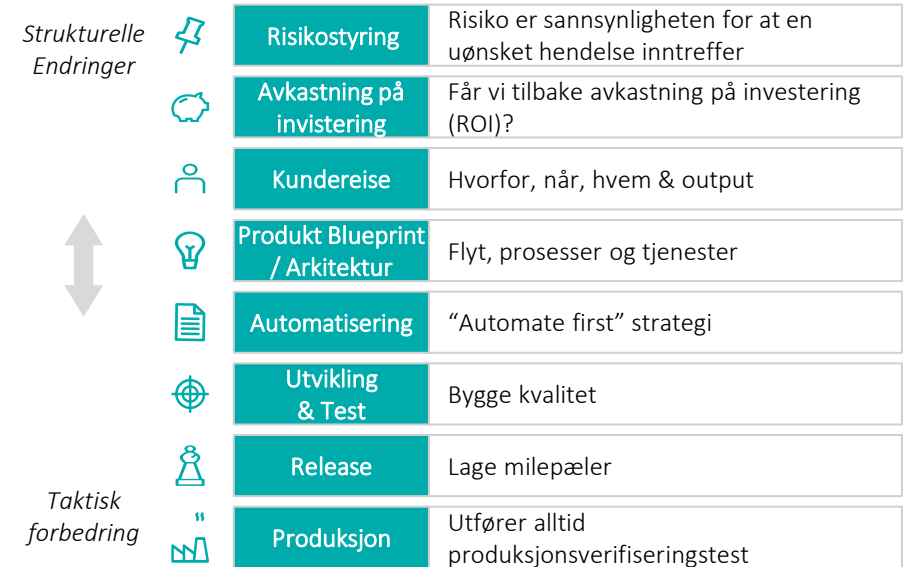 Strukturelle
Endringer
Risikostyring
Risiko er sannsynligheten for at en
uønsket hendelse inntreffer
Avkastning på
invistering
Får vi tilbake avkastning på investering
(ROI)?
Kundereise
Hvorfor, når, hvem & output
Produkt Blueprint
/ Arkitektur
Flyt, prosesser og tjenester
Automatisering
“Automate first” strategi
Utvikling
& Test
Bygge kvalitet
Release
Lage milepæler
Taktisk
forbedring
Produksjon
Utfører alltid
produksjonsverifiseringstest